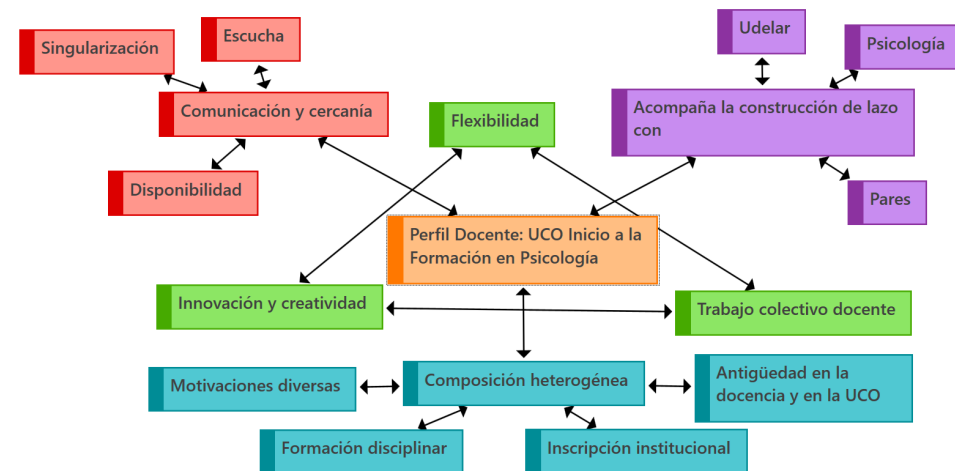 Escucha
Singularización
Comunicación y cercanía
Disponibilidad
Flexibilidad
Udelar
Psicología
Acompaña la construcción de lazo
con
Pares
Perfil Docente: UCO Inicio a la
Formación en Psicología
Innovación y creatividad
Trabajo colectivo docente
Motivaciones diversas
Composición heterogénea
Antigüedad en la
docencia y en la UCO
Formación disciplinar
Inscripción institucional